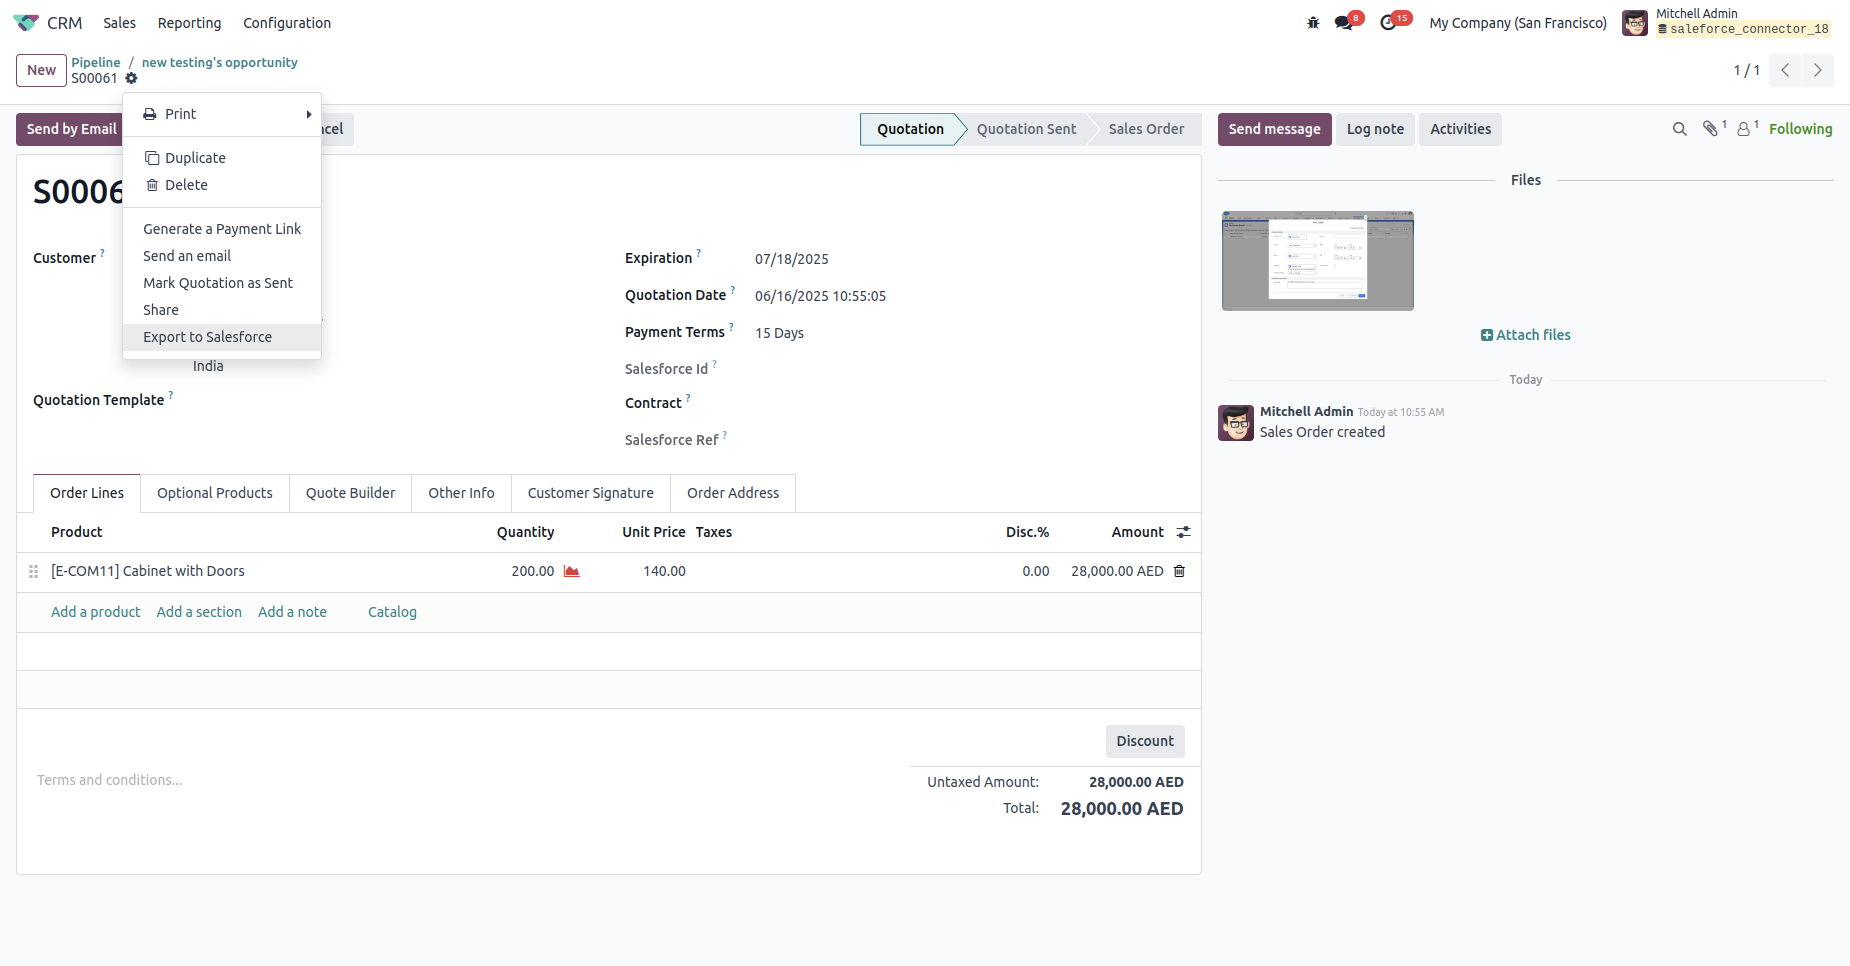 CRM Sales Reporting Configuration
8 15 My Company (San Francisco) Mitchell Admin
saleforce_connector_18
New Pipeline / new testing's opportunity
S00061
1 / 1
Send by Email
Print
Duplicate
Delete
Generate a Payment Link
Send an email
Mark Quotation as Sent
Share
Export to Salesforce
Quotation Quotation Sent Sales Order
Send message Log note Activities 1 1 Following
Customer ?
India
Quotation Template ?
Expiration ? 07/18/2025
Quotation Date ? 06/16/2025 10:55:05
Payment Terms ? 15 Days
Salesforce Id ?
Contract ?
Salesforce Ref ?
Order Lines Optional Products Quote Builder Other Info Customer Signature Order Address
Product Quantity Unit Price Taxes Disc.% Amount
[E-COM11] Cabinet with Doors 200.00 140.00 0.00 28,000.00 AED
Add a product Add a section Add a note Catalog
Discount
Terms and conditions...
Untaxed Amount: 28,000.00 AED
Total: 28,000.00 AED
Files
Attach files
Today
Mitchell Admin Today at 10:55 AM
Sales Order created